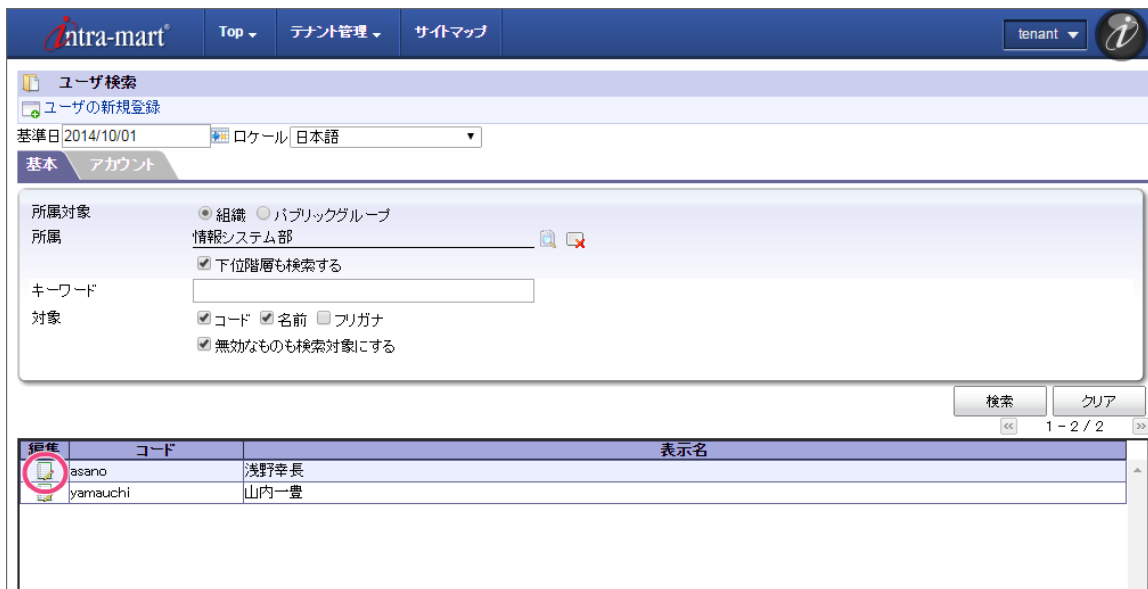 intra-mart® Top テナント管理 サイトマップ tenant
ユーザ検索
ユーザの新規登録
基準日 2014/10/01 ロケール 日本語
基本 アカウント
所属対象 組織 パブリックグループ
所属 情報システム部
下位階層も検索する
キーワード
対象 コード 名前 フリガナ
無効なものも検索対象にする
検索 クリア
<< 1 - 2 / 2 >>
編集 コード 表示名
asano 浅野幸長
yamauchi 山内一豊